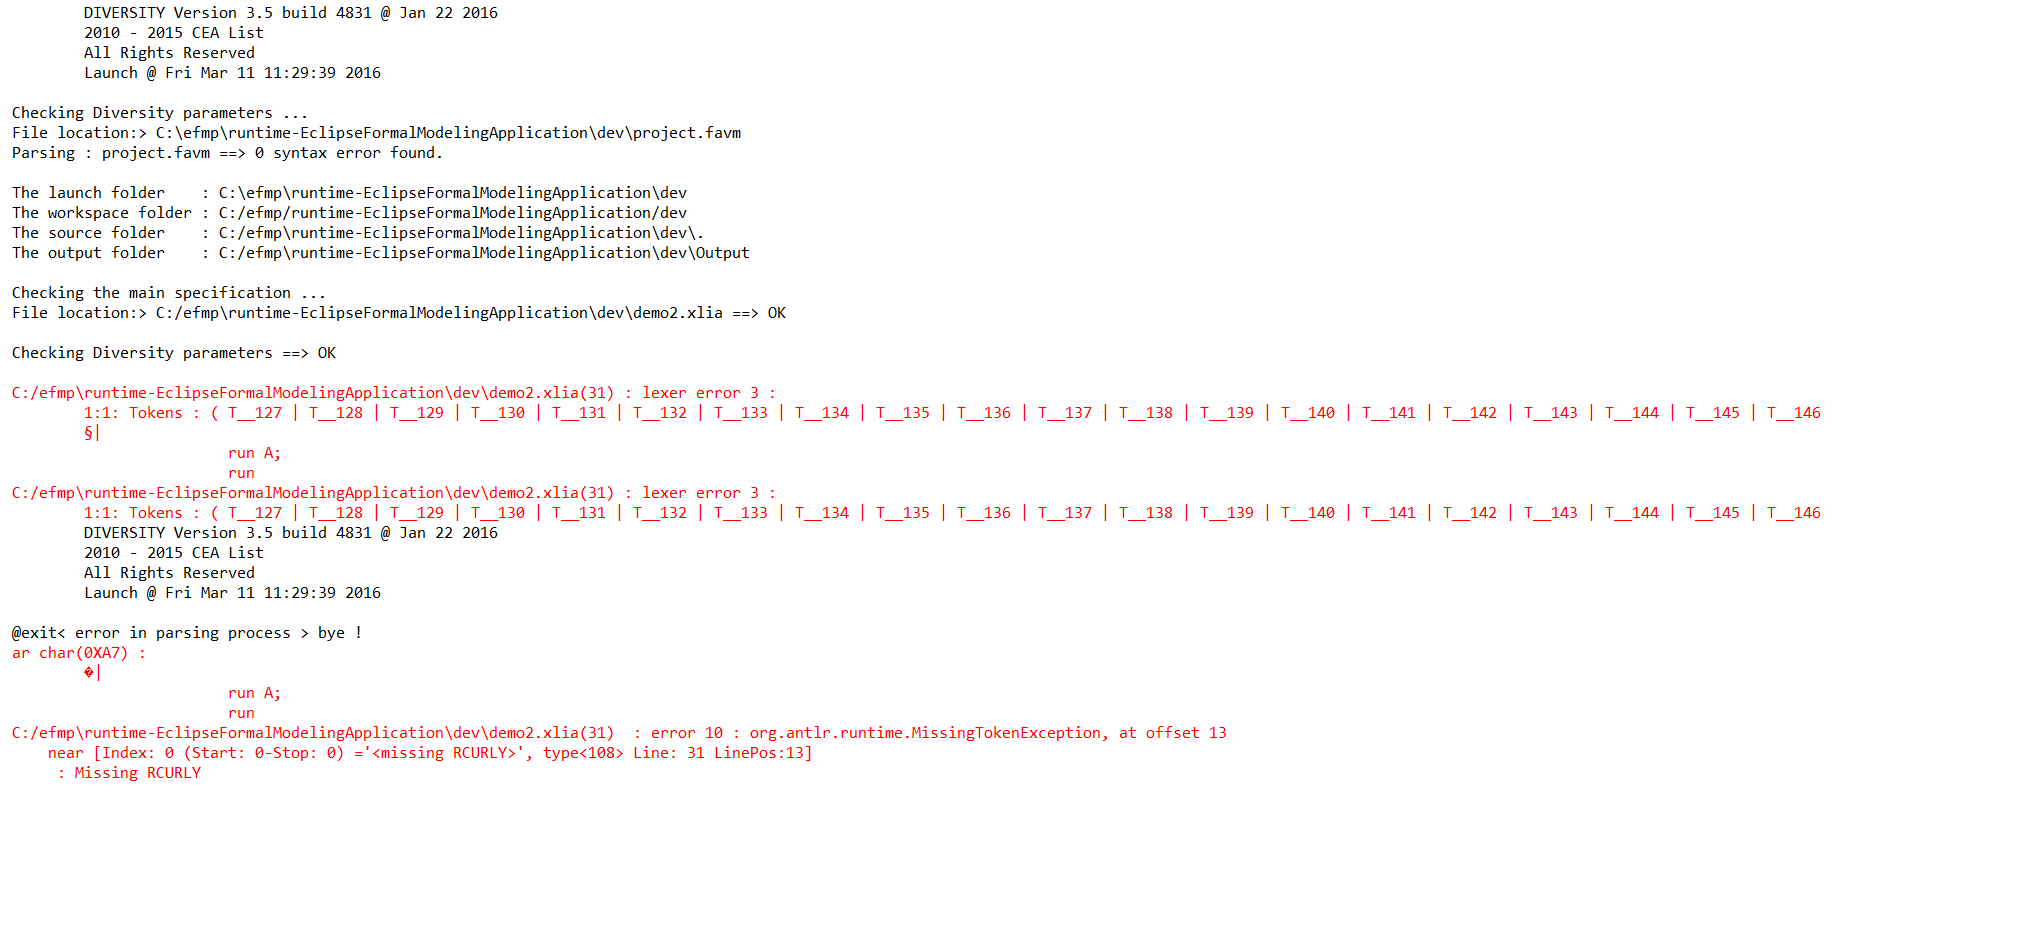 DIVERSITY Version 3.5 build 4831 @ Jan 22 2016
2010 - 2015 CEA List
All Rights Reserved
Launch @ Fri Mar 11 11:29:39 2016
Checking Diversity parameters ...
File location:> C:\efmp\runtime-EclipseFormalModelingApplication\dev\project.favm
Parsing : project.favm ==> 0 syntax error found.
The launch folder    : C:\efmp\runtime-EclipseFormalModelingApplication\dev
The workspace folder : C:/efmp/runtime-EclipseFormalModelingApplication/dev
The source folder    : C:/efmp\runtime-EclipseFormalModelingApplication\dev\.
The output folder    : C:/efmp\runtime-EclipseFormalModelingApplication\dev\Output
Checking the main specification ...
File location:> C:/efmp\runtime-EclipseFormalModelingApplication\dev\demo2.xlia ==> OK
Checking Diversity parameters ==> OK
C:/efmp\runtime-EclipseFormalModelingApplication\dev\demo2.xlia(31) : lexer error 3 :
1:1: Tokens : ( T__127 | T__128 | T__129 | T__130 | T__131 | T__132 | T__133 | T__134 | T__135 | T__136 | T__137 | T__138 | T__139 | T__140 | T__141 | T__142 | T__143 | T__144 | T__145 | T__146
§|
run A;
run
C:/efmp\runtime-EclipseFormalModelingApplication\dev\demo2.xlia(31) : lexer error 3 :
1:1: Tokens : ( T__127 | T__128 | T__129 | T__130 | T__131 | T__132 | T__133 | T__134 | T__135 | T__136 | T__137 | T__138 | T__139 | T__140 | T__141 | T__142 | T__143 | T__144 | T__145 | T__146
DIVERSITY Version 3.5 build 4831 @ Jan 22 2016
2010 - 2015 CEA List
All Rights Reserved
Launch @ Fri Mar 11 11:29:39 2016
@exit< error in parsing process > bye !
ar char(0XA7) :
�|
run A;
run
C:/efmp\runtime-EclipseFormalModelingApplication\dev\demo2.xlia(31)  : error 10 : org.antlr.runtime.MissingTokenException, at offset 13
near [Index: 0 (Start: 0-Stop: 0) ='<missing RCURLY>', type<108> Line: 31 LinePos:13]
: Missing RCURLY